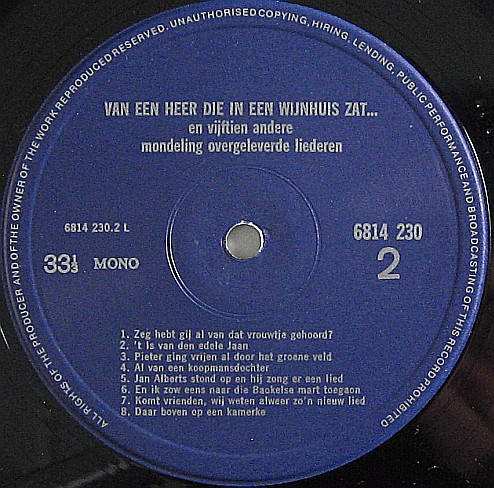 ALL RIGHTS OF THE PRODUCER AND OF THE OWNER OF THE WORK REPRODUCED RESERVED. UNAUTHORISED COPYING, HIRING, LENDING, PUBLIC PERFORMANCE AND BROADCASTING OF THIS RECORD PROHIBITED
VAN EEN HEER DIE IN EEN WIJNHUIS ZAT...
en vijftien andere
mondeling overgeleverde liederen
6814 230.2 L
6814 230
33⅓ MONO
2
1. Zeg hebt gij al van dat vrouwtje gehoord?
2. 't Is van den edele Jaan
3. Pieter ging vrijen al door het groene veld
4. Al van een koopmansdochter
5. Jan Alberts stond op en hij zong er een lied
6. En ik zow eens naar die Baokelse mart toegaon
7. Komt vrienden, wij weten alweer zo'n nieuw lied
8. Daar boven op een kamerke